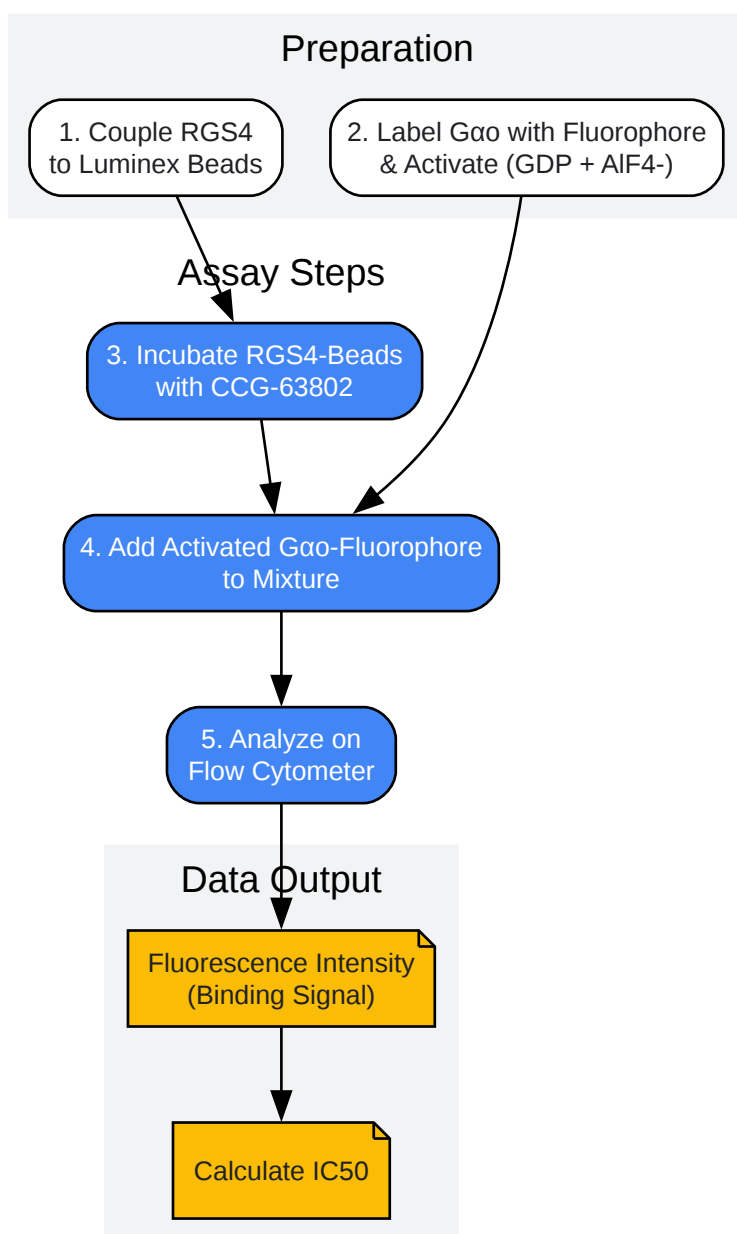 Preparation
1. Couple RGS4
to Luminex Beads
2. Label Gαo with Fluorophore
& Activate (GDP + AlF4-)
Assay Steps
3. Incubate RGS4-Beads
with CCG-63802
4. Add Activated Gαo-Fluorophore
to Mixture
5. Analyze on
Flow Cytometer
Data Output
Fluorescence Intensity
(Binding Signal)
Calculate IC50